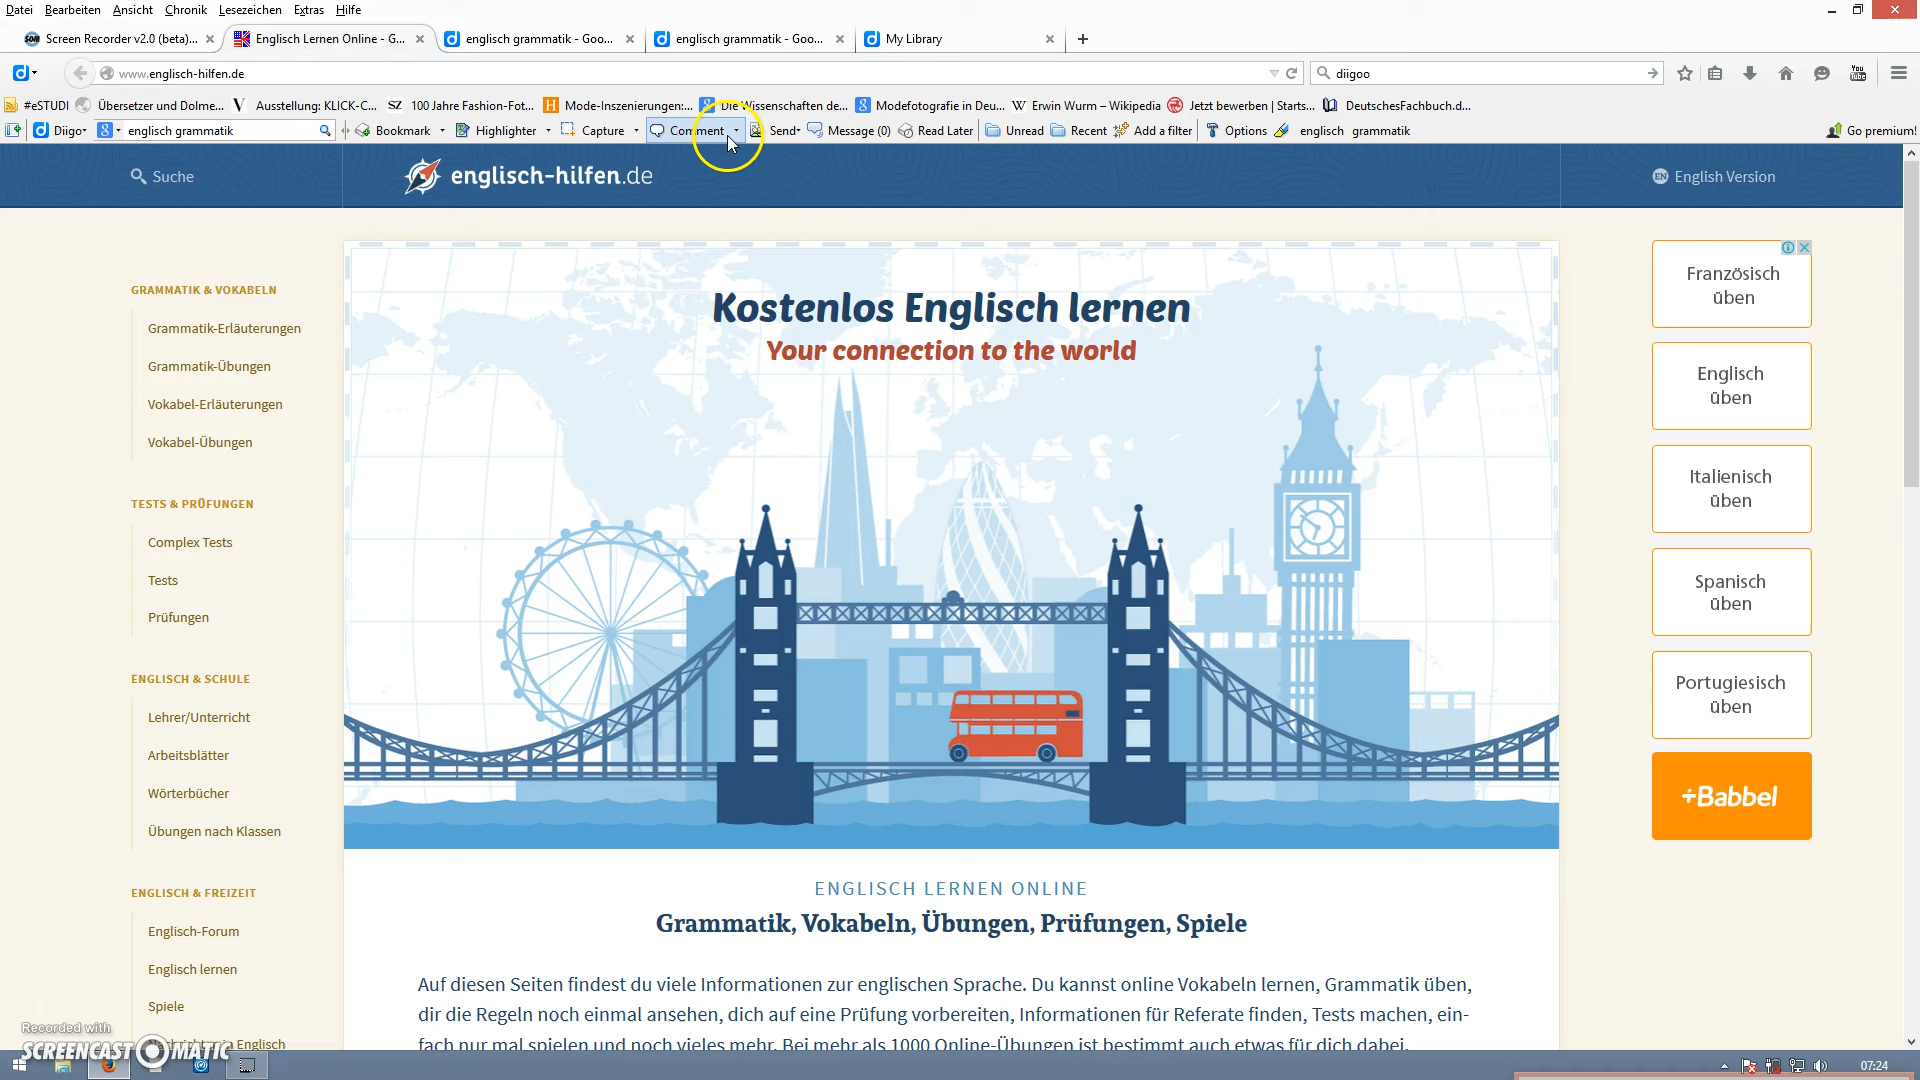 Datei Bearbeiten Ansicht Chronik Lesezeichen Extras Hilfe
Screen Recorder v2.0 (beta)... Englisch Lernen Online - G... englisch grammatik - Goo... englisch grammatik - Goo... My Library
www.englisch-hilfen.de diigoo
#eSTUDI Übersetzer und Dolme... Ausstellung: KLICK-C... 100 Jahre Fashion-Fot... Mode-Inszenierungen:... Die Wissenschaften de... Modefotografie in Deu... Erwin Wurm – Wikipedia Jetzt bewerben | Starts... DeutschesFachbuch.d...
Diigo englisch grammatik Bookmark Highlighter Capture Comment Send Message (0) Read Later Unread Recent Add a filter Options englisch grammatik Go premium!
Suche englisch-hilfen.de EN English Version
GRAMMATIK & VOKABELN
Grammatik-Erläuterungen
Grammatik-Übungen
Vokabel-Erläuterungen
Vokabel-Übungen
TESTS & PRÜFUNGEN
Complex Tests
Tests
Prüfungen
ENGLISCH & SCHULE
Lehrer/Unterricht
Arbeitsblätter
Wörterbücher
Übungen nach Klassen
ENGLISCH & FREIZEIT
Englisch-Forum
Englisch lernen
Spiele
Kostenlos Englisch lernen
Your connection to the world
ENGLISCH LERNEN ONLINE
Grammatik, Vokabeln, Übungen, Prüfungen, Spiele
Auf diesen Seiten findest du viele Informationen zur englischen Sprache. Du kannst online Vokabeln lernen, Grammatik üben,
dir die Regeln noch einmal ansehen, dich auf eine Prüfung vorbereiten, Informationen für Referate finden, Tests machen, ein-
fach nur mal spielen und noch vieles mehr. Bei mehr als 1000 Online-Übungen ist bestimmt auch etwas für dich dabei.
Französisch
üben
Englisch
üben
Italienisch
üben
Spanisch
üben
Portugiesisch
üben
+Babbel
Recorded with
SCREENCAST MATIC
Englisch
07:24